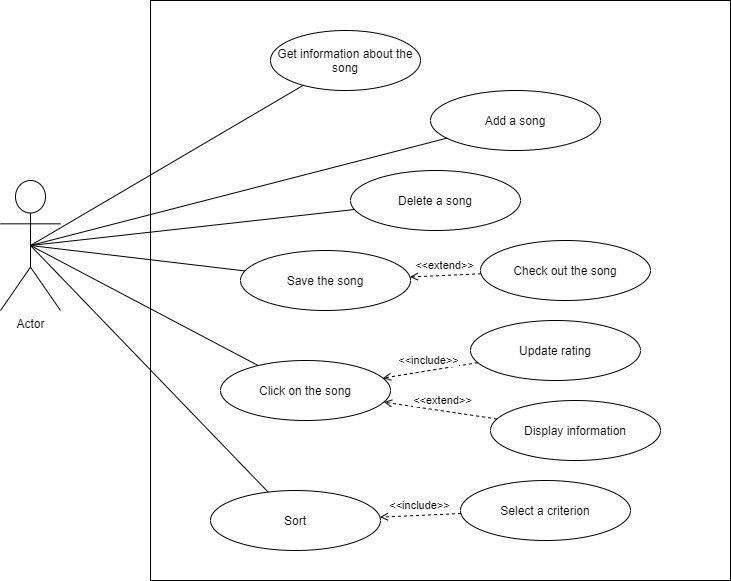 Get information about the
song
Add a song
Delete a song
Save the song
<<extend>>
Check out the song
Actor
Click on the song
<<include>>
Update rating
<<extend>>
Display information
Sort
<<include>>
Select a criterion